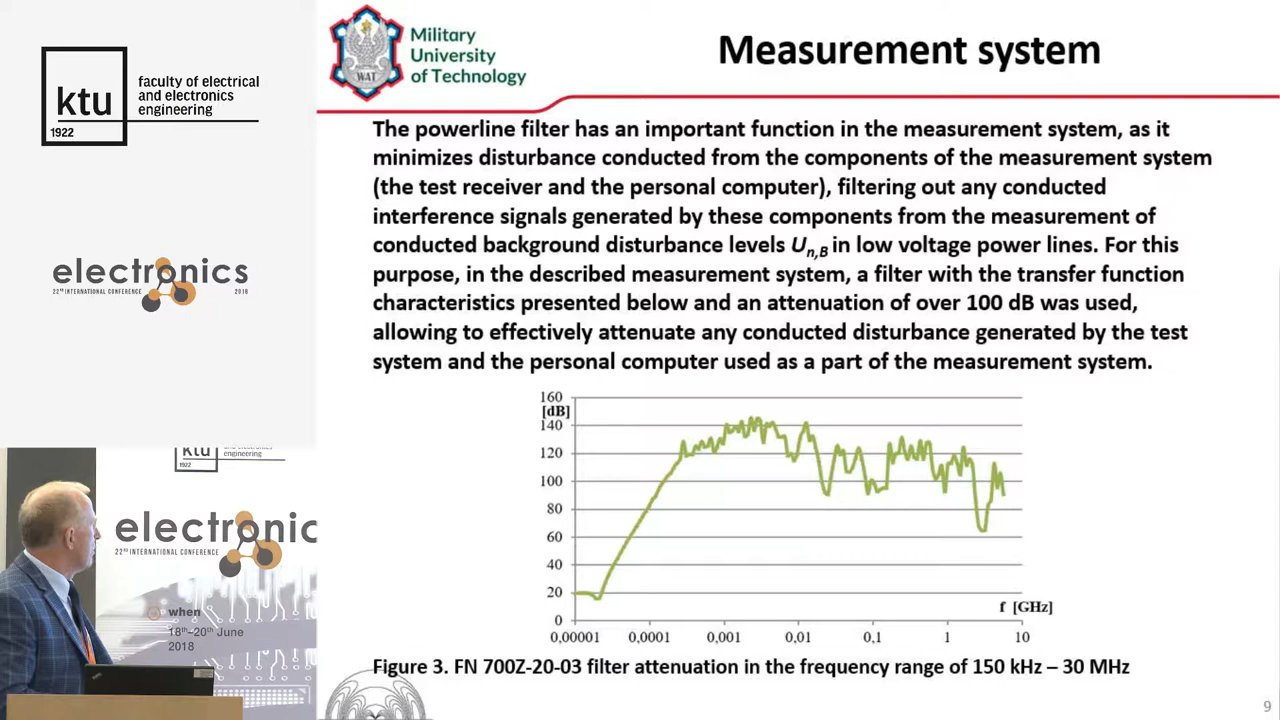 ktu
1922
faculty of electrical
and electronics
engineering
electronics
22ND INTERNATIONAL CONFERENCE 2018
ktu
1922
engineering
electronic
22ND INTERNATIONAL CONFERENCE
when
18th–20th June
2018
WAT
Military
University
of Technology
Measurement system
The powerline filter has an important function in the measurement system, as it
minimizes disturbance conducted from the components of the measurement system
(the test receiver and the personal computer), filtering out any conducted
interference signals generated by these components from the measurement of
conducted background disturbance levels Un,B in low voltage power lines. For this
purpose, in the described measurement system, a filter with the transfer function
characteristics presented below and an attenuation of over 100 dB was used,
allowing to effectively attenuate any conducted disturbance generated by the test
system and the personal computer used as a part of the measurement system.
160
[dB]
140
120
100
80
60
40
20
0
f [GHz]
0,00001 0,0001 0,001 0,01 0,1 1 10
Figure 3. FN 700Z-20-03 filter attenuation in the frequency range of 150 kHz – 30 MHz
9